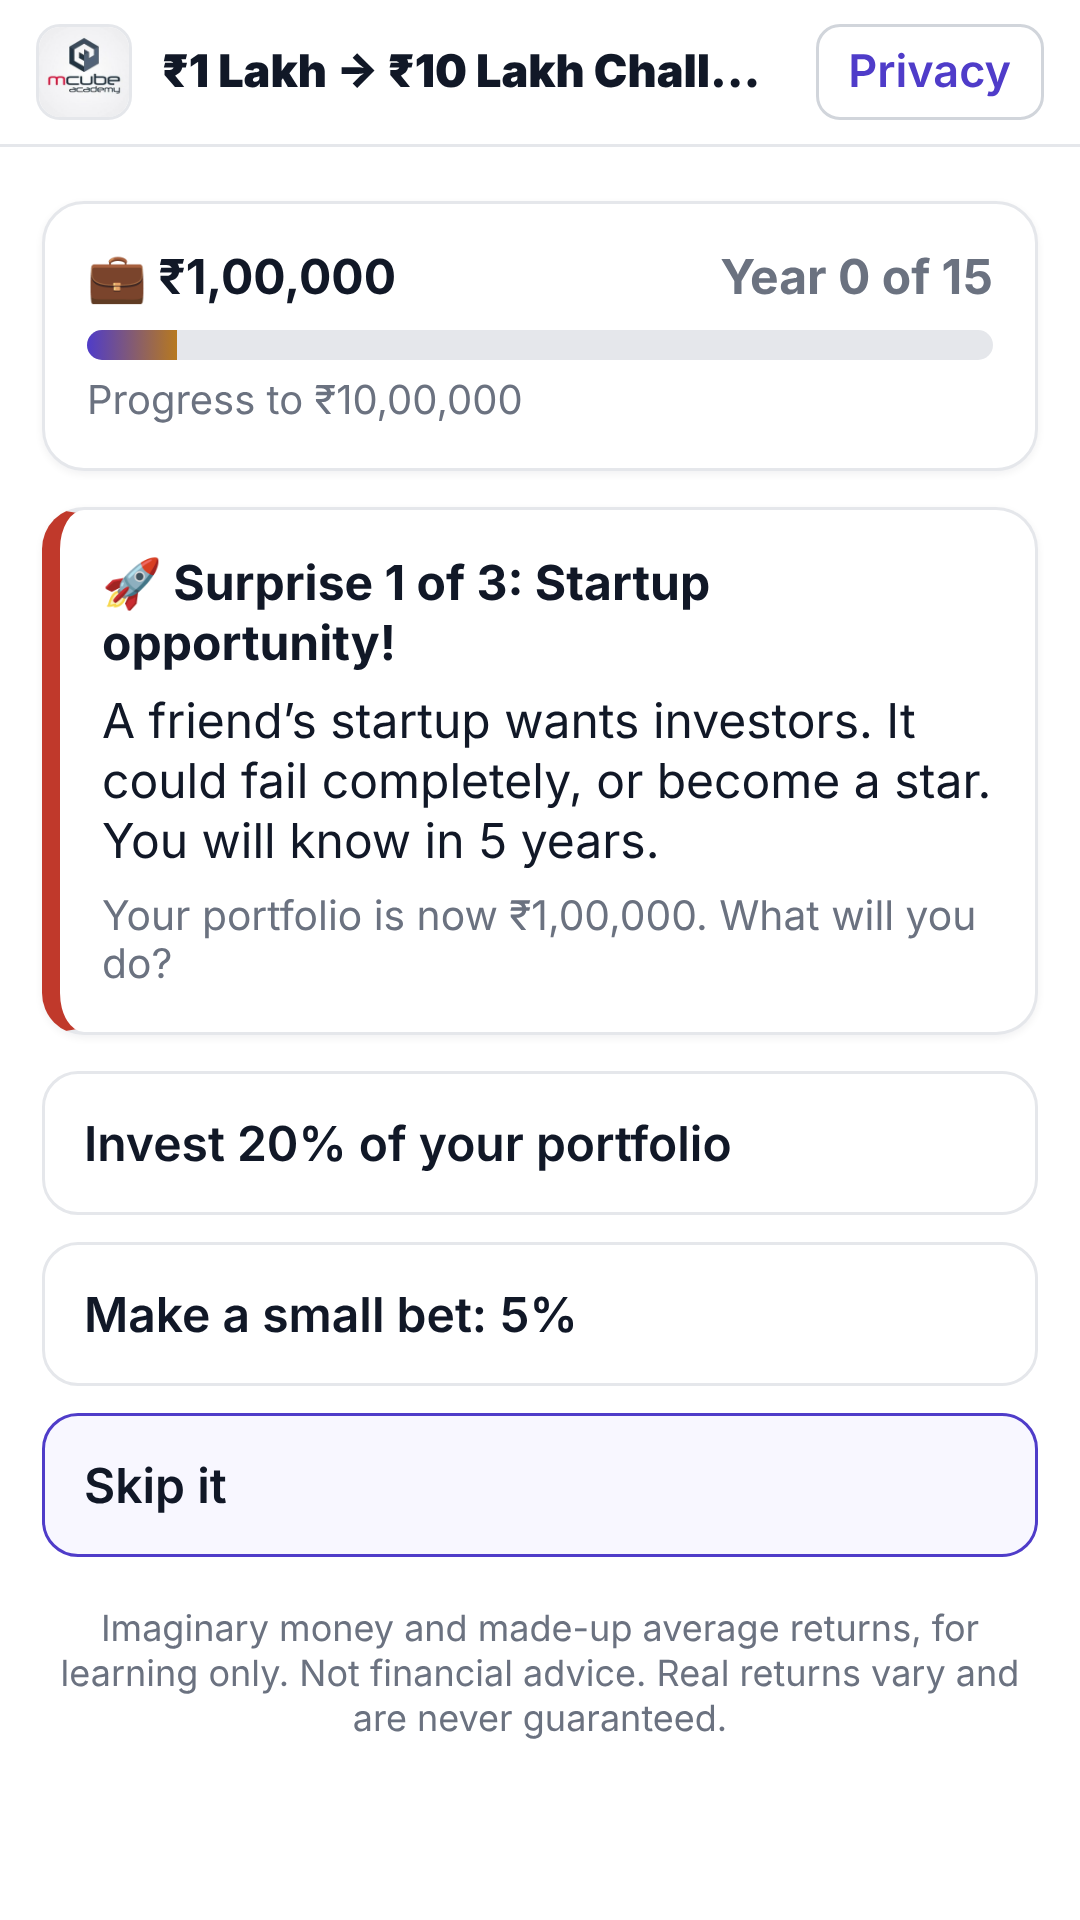 mcube
academy
₹1 Lakh → ₹10 Lakh Chall...
Privacy
₹1,00,000
Year 0 of 15
Progress to ₹10,00,000
🚀 Surprise 1 of 3: Startup
opportunity!
A friend’s startup wants investors. It
could fail completely, or become a star.
You will know in 5 years.
Your portfolio is now ₹1,00,000. What will you
do?
Invest 20% of your portfolio
Make a small bet: 5%
Skip it
Imaginary money and made-up average returns, for
learning only. Not financial advice. Real returns vary and
are never guaranteed.